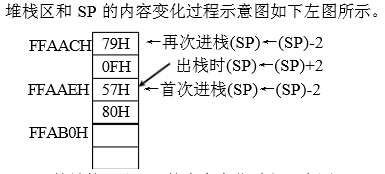 堆栈区和 SP 的内容变化过程示意图如下左图所示。
FFAACH 79H ←再次进栈(SP)←(SP)-2
0FH 出栈时(SP)←(SP)+2
FFAAEH 57H ←首次进栈(SP)←(SP)-2
80H
FFAB0H